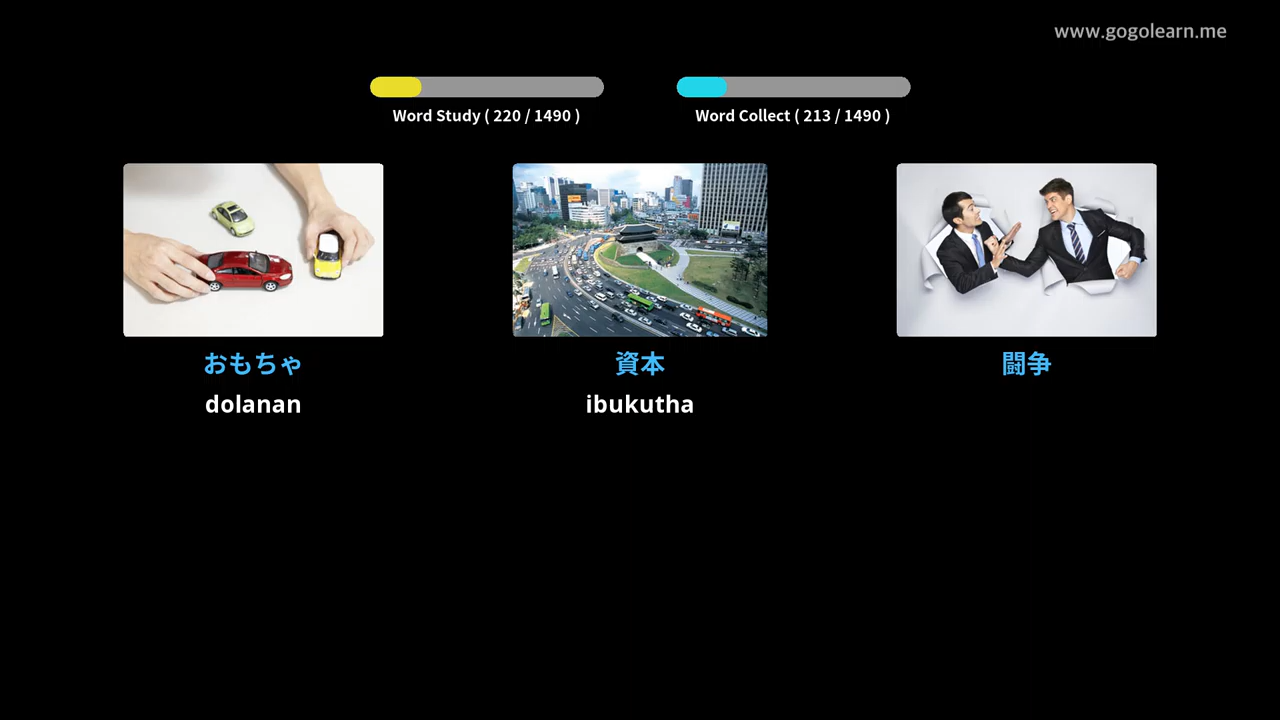 www.gogolearn.me
Word Study ( 220 / 1490 )
Word Collect ( 213 / 1490 )
おもちゃ
dolanan
資本
ibukutha
闘争